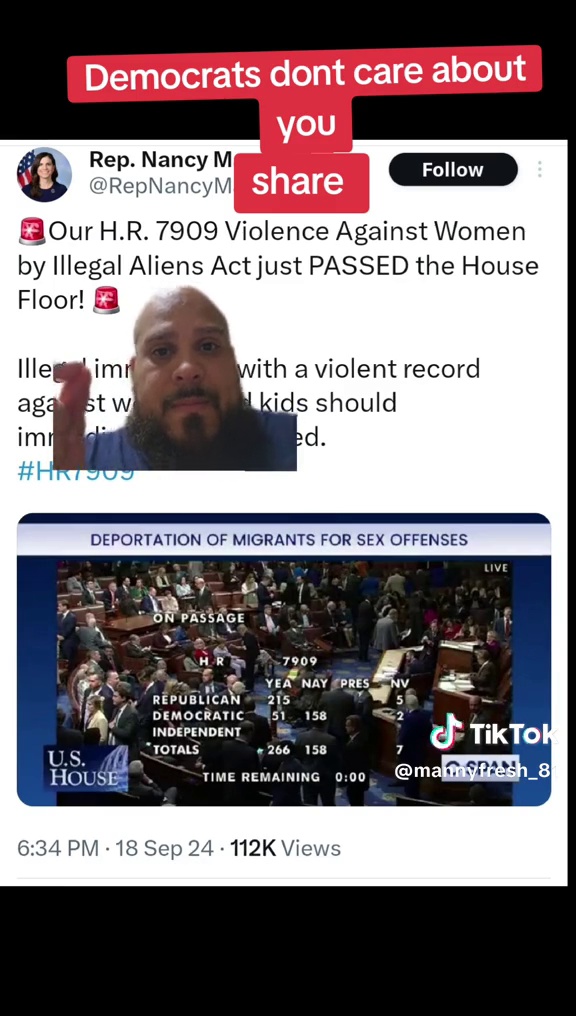 Democrats dont care about
you
share
Rep. Nancy M
@RepNancyM
Follow
🚨Our H.R. 7909 Violence Against Women
by Illegal Aliens Act just PASSED the House
Floor! 🚨
with a violent record
kids should
#HR7909
DEPORTATION OF MIGRANTS FOR SEX OFFENSES
LIVE
ON PASSAGE
H R 7909
YEA NAY PRES NV
REPUBLICAN 215 5
DEMOCRATIC 51 158 2
INDEPENDENT
TOTALS 266 158 7
TIME REMAINING 0:00
U.S.
HOUSE
TikTok
C-SPAN
@mannyfresh_8
6:34 PM · 18 Sep 24 · 112K Views